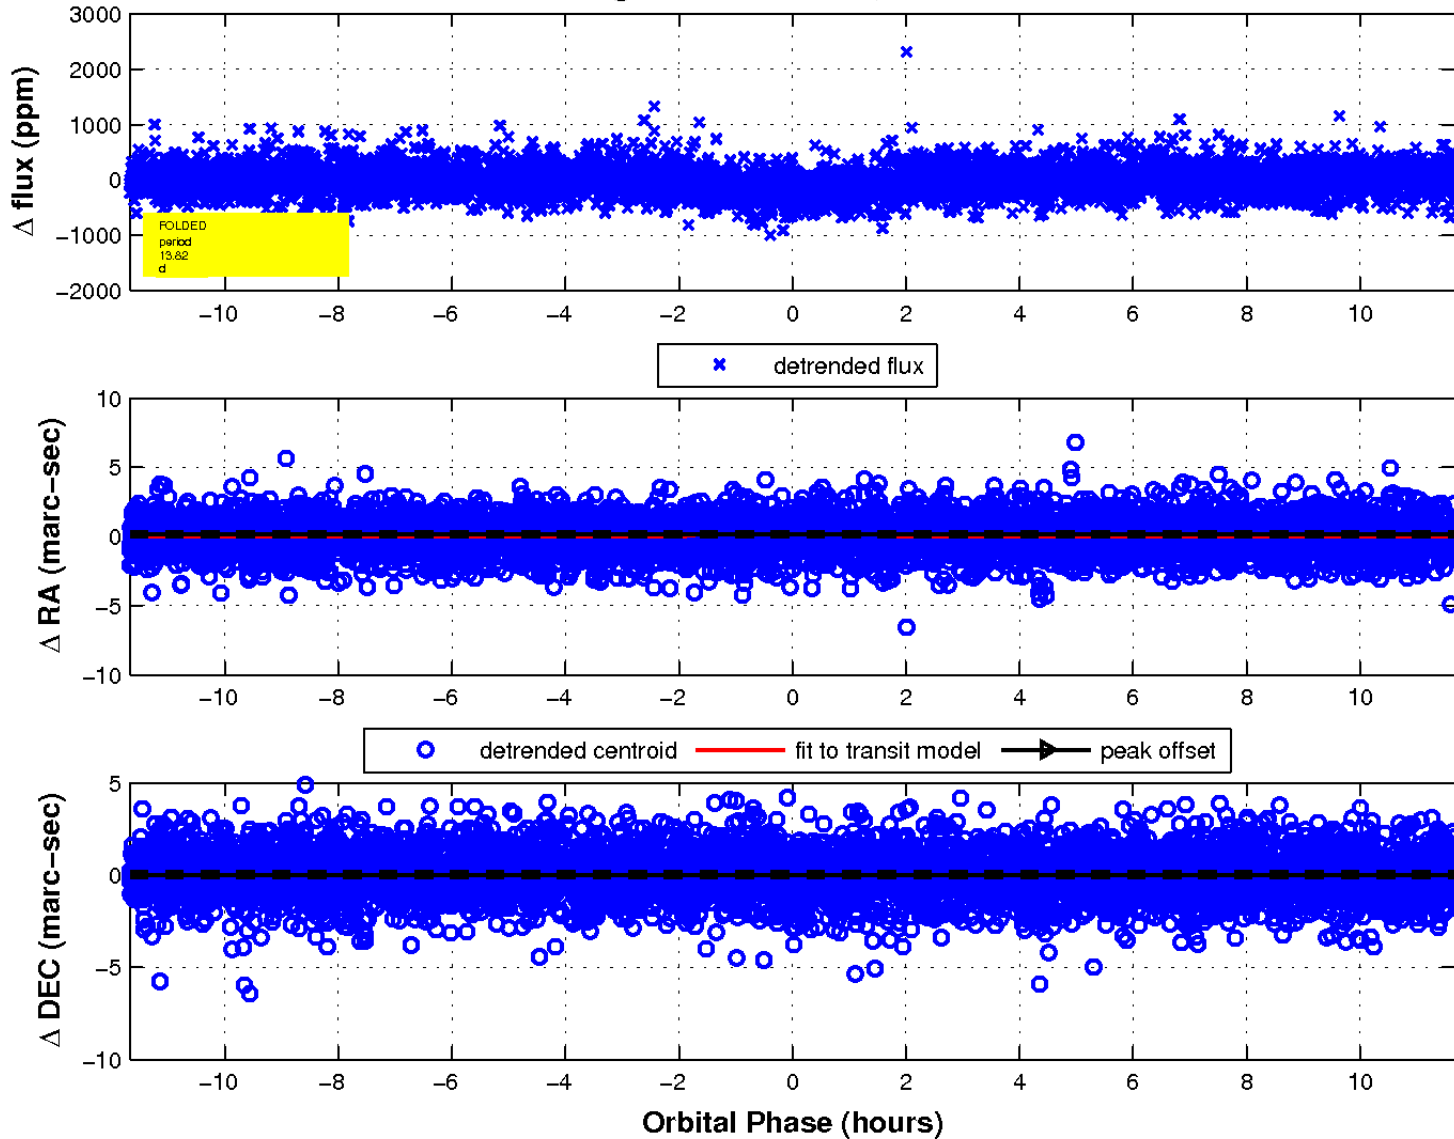 3000
2000
1000
0
−1000
−2000
Δ flux (ppm)
FOLDED
period
13.82
d
−10 −8 −6 −4 −2 0 2 4 6 8 10
detrended flux
10
5
0
−5
−10
Δ RA (marc−sec)
−10 −8 −6 −4 −2 0 2 4 6 8 10
detrended centroid fit to transit model peak offset
5
0
−5
−10
Δ DEC (marc−sec)
−10 −8 −6 −4 −2 0 2 4 6 8 10
Orbital Phase (hours)